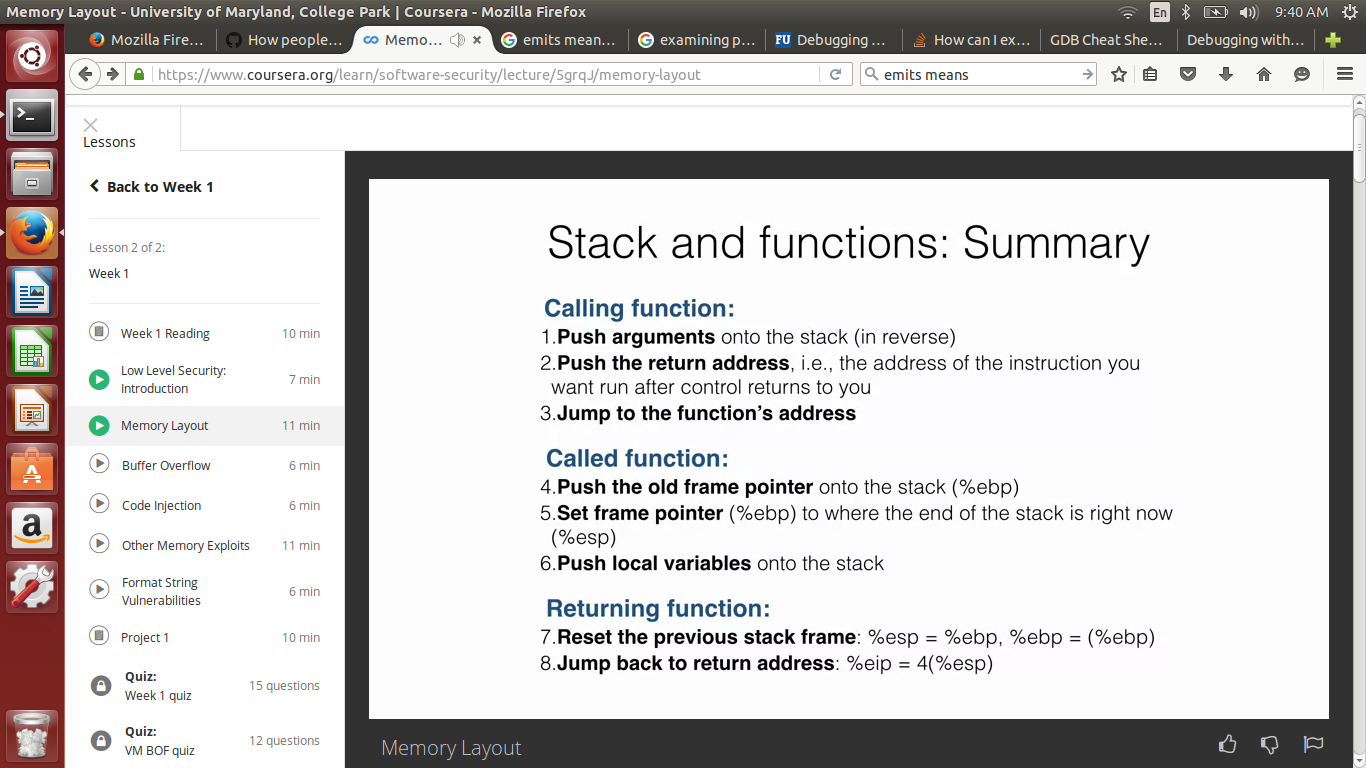 Memory Layout - University of Maryland, College Park | Coursera - Mozilla Firefox
En
9:40 AM
Mozilla Fire...
How people...
Memo...
emits mean...
examining p...
FU Debugging ...
How can I ex...
GDB Cheat She...
Debugging with...
https://www.coursera.org/learn/software-security/lecture/5grqJ/memory-layout
emits means
Lessons
Back to Week 1
Lesson 2 of 2:
Week 1
Week 1 Reading 10 min
Low Level Security: 
Introduction 7 min
Memory Layout 11 min
Buffer Overflow 6 min
Code Injection 6 min
Other Memory Exploits 11 min
Format String
Vulnerabilities 6 min
Project 1 10 min
Quiz:
Week 1 quiz 15 questions
Quiz:
VM BOF quiz 12 questions
Stack and functions: Summary
Calling function:
1.Push arguments onto the stack (in reverse)
2.Push the return address, i.e., the address of the instruction you
want run after control returns to you
3.Jump to the function’s address
Called function:
4.Push the old frame pointer onto the stack (%ebp)
5.Set frame pointer (%ebp) to where the end of the stack is right now
(%esp)
6.Push local variables onto the stack
Returning function:
7.Reset the previous stack frame: %esp = %ebp, %ebp = (%ebp)
8.Jump back to return address: %eip = 4(%esp)
Memory Layout